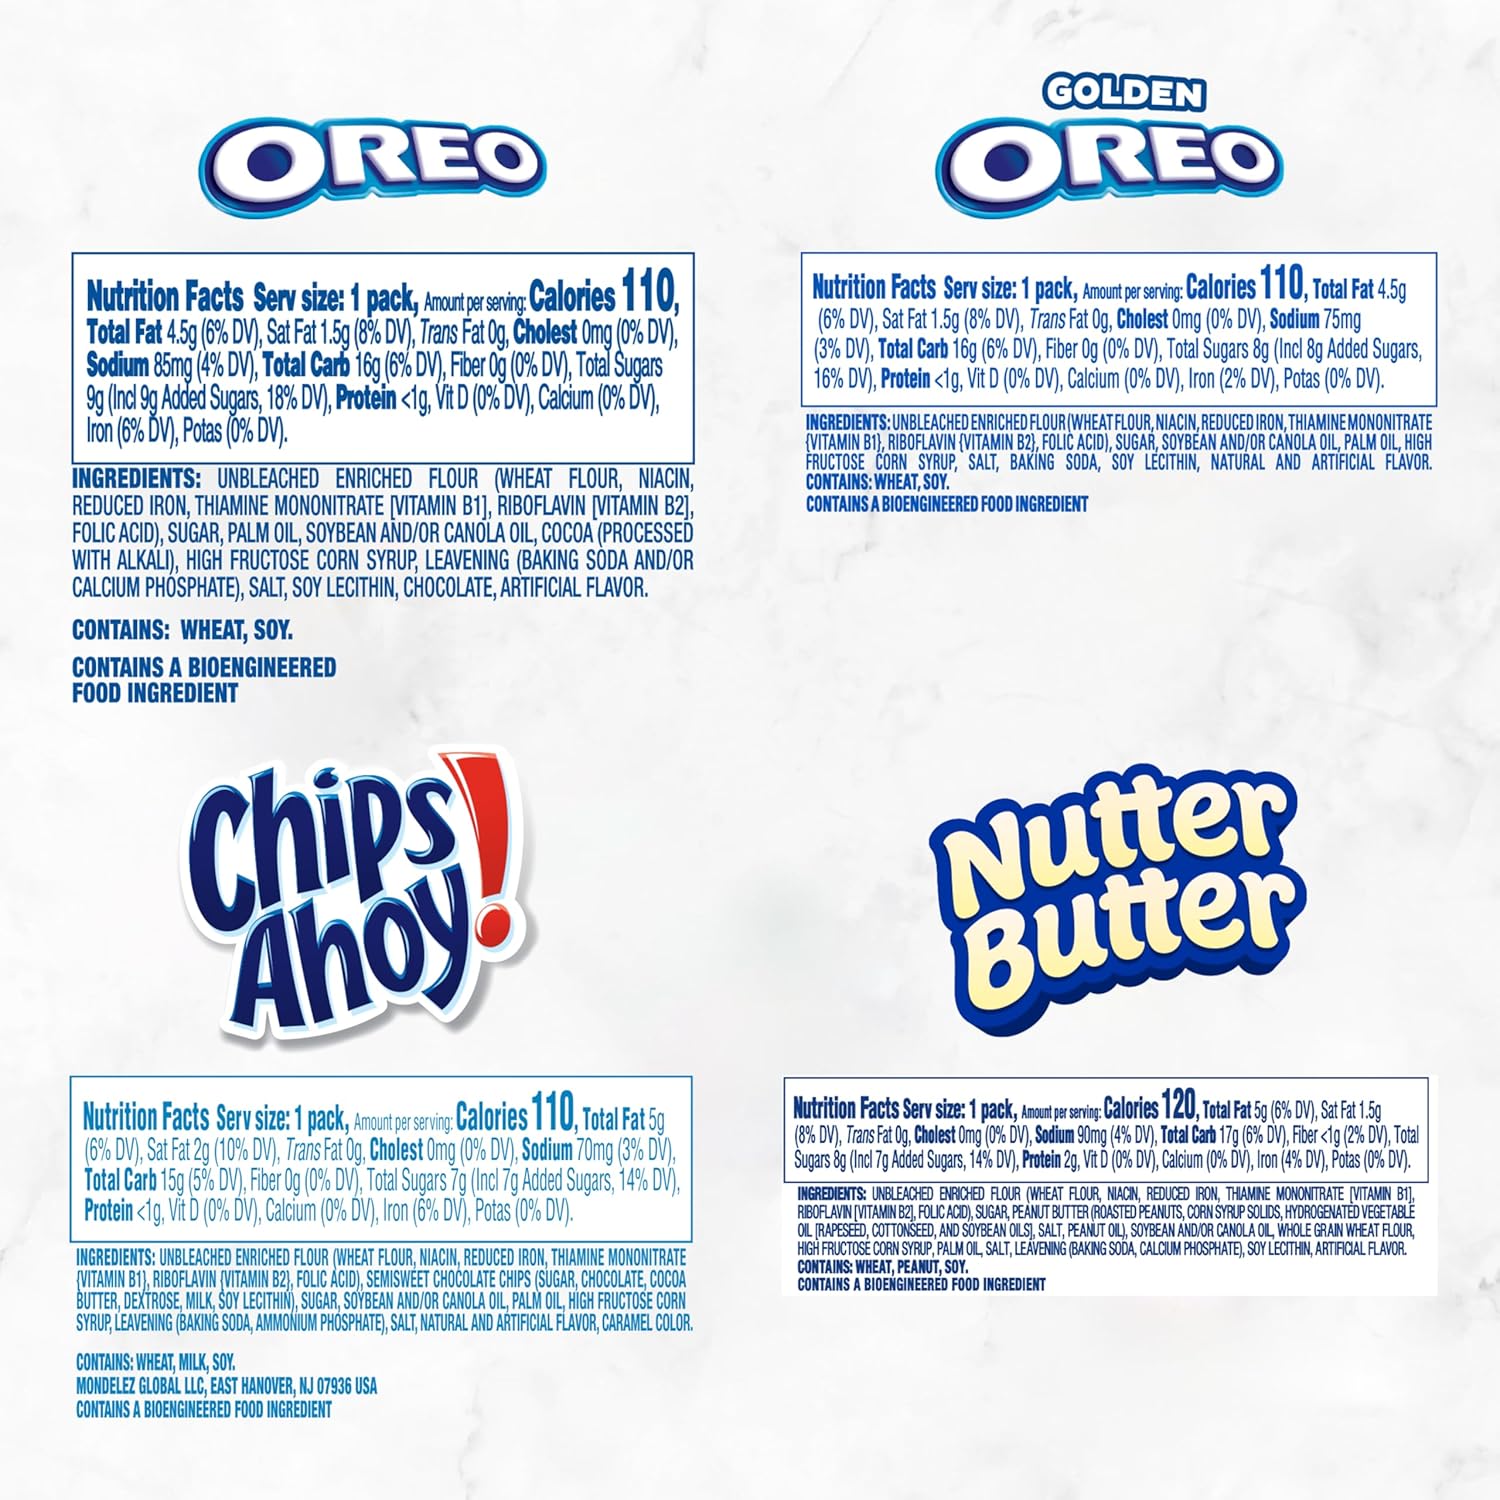 OREO
Nutrition Facts Serv size: 1 pack, Amount per serving: Calories 110,
Total Fat 4.5g (6% DV), Sat Fat 1.5g (8% DV), Trans Fat 0g, Cholest 0mg (0% DV),
Sodium 85mg (4% DV), Total Carb 16g (6% DV), Fiber 0g (0% DV), Total Sugars
9g (Incl 9g Added Sugars, 18% DV), Protein <1g, Vit D (0% DV), Calcium (0% DV),
Iron (6% DV), Potas (0% DV).
INGREDIENTS: UNBLEACHED ENRICHED FLOUR (WHEAT FLOUR, NIACIN,
REDUCED IRON, THIAMINE MONONITRATE [VITAMIN B1], RIBOFLAVIN [VITAMIN B2],
FOLIC ACID), SUGAR, PALM OIL, SOYBEAN AND/OR CANOLA OIL, COCOA (PROCESSED
WITH ALKALI), HIGH FRUCTOSE CORN SYRUP, LEAVENING (BAKING SODA AND/OR
CALCIUM PHOSPHATE), SALT, SOY LECITHIN, CHOCOLATE, ARTIFICIAL FLAVOR.
CONTAINS: WHEAT, SOY.
CONTAINS A BIOENGINEERED
FOOD INGREDIENT
GOLDEN
OREO
Nutrition Facts Serv size: 1 pack, Amount per serving: Calories 110, Total Fat 4.5g
(6% DV), Sat Fat 1.5g (8% DV), Trans Fat 0g, Cholest 0mg (0% DV), Sodium 75mg
(3% DV), Total Carb 16g (6% DV), Fiber 0g (0% DV), Total Sugars 8g (Incl 8g Added Sugars,
16% DV), Protein <1g, Vit D (0% DV), Calcium (0% DV), Iron (2% DV), Potas (0% DV).
INGREDIENTS: UNBLEACHED ENRICHED FLOUR (WHEAT FLOUR, NIACIN, REDUCED IRON, THIAMINE MONONITRATE
{VITAMIN B1}, RIBOFLAVIN {VITAMIN B2}, FOLIC ACID), SUGAR, SOYBEAN AND/OR CANOLA OIL, PALM OIL, HIGH
FRUCTOSE CORN SYRUP, SALT, BAKING SODA, SOY LECITHIN, NATURAL AND ARTIFICIAL FLAVOR.
CONTAINS: WHEAT, SOY.
CONTAINS A BIOENGINEERED FOOD INGREDIENT
Chips
Ahoy!
Nutrition Facts Serv size: 1 pack, Amount per serving: Calories 110, Total Fat 5g
(6% DV), Sat Fat 2g (10% DV), Trans Fat 0g, Cholest 0mg (0% DV), Sodium 70mg (3% DV),
Total Carb 15g (5% DV), Fiber 0g (0% DV), Total Sugars 7g (Incl 7g Added Sugars, 14% DV),
Protein <1g, Vit D (0% DV), Calcium (0% DV), Iron (6% DV), Potas (0% DV).
INGREDIENTS: UNBLEACHED ENRICHED FLOUR (WHEAT FLOUR, NIACIN, REDUCED IRON, THIAMINE MONONITRATE
{VITAMIN B1}, RIBOFLAVIN {VITAMIN B2}, FOLIC ACID), SEMISWEET CHOCOLATE CHIPS (SUGAR, CHOCOLATE, COCOA
BUTTER, DEXTROSE, MILK, SOY LECITHIN), SUGAR, SOYBEAN AND/OR CANOLA OIL, PALM OIL, HIGH FRUCTOSE CORN
SYRUP, LEAVENING (BAKING SODA, AMMONIUM PHOSPHATE), SALT, NATURAL AND ARTIFICIAL FLAVOR, CARAMEL COLOR.
CONTAINS: WHEAT, MILK, SOY.
MONDELEZ GLOBAL LLC, EAST HANOVER, NJ 07936 USA
CONTAINS A BIOENGINEERED FOOD INGREDIENT
Nutter
Butter
Nutrition Facts Serv size: 1 pack, Amount per serving: Calories 120, Total Fat 5g (6% DV), Sat Fat 1.5g
(8% DV), Trans Fat 0g, Cholest 0mg (0% DV), Sodium 90mg (4% DV), Total Carb 17g (6% DV), Fiber <1g (2% DV), Total
Sugars 8g (Incl 7g Added Sugars, 14% DV), Protein 2g, Vit D (0% DV), Calcium (0% DV), Iron (4% DV), Potas (0% DV).
INGREDIENTS: UNBLEACHED ENRICHED FLOUR (WHEAT FLOUR, NIACIN, REDUCED IRON, THIAMINE MONONITRATE [VITAMIN B1],
RIBOFLAVIN [VITAMIN B2], FOLIC ACID), SUGAR, PEANUT BUTTER (ROASTED PEANUTS, CORN SYRUP SOLIDS, HYDROGENATED VEGETABLE
OIL [RAPESEED, COTTONSEED, AND SOYBEAN OILS], SALT, PEANUT OIL), SOYBEAN AND/OR CANOLA OIL, WHOLE GRAIN WHEAT FLOUR,
HIGH FRUCTOSE CORN SYRUP, PALM OIL, SALT, LEAVENING (BAKING SODA, CALCIUM PHOSPHATE), SOY LECITHIN, ARTIFICIAL FLAVOR.
CONTAINS: WHEAT, PEANUT, SOY.
CONTAINS A BIOENGINEERED FOOD INGREDIENT